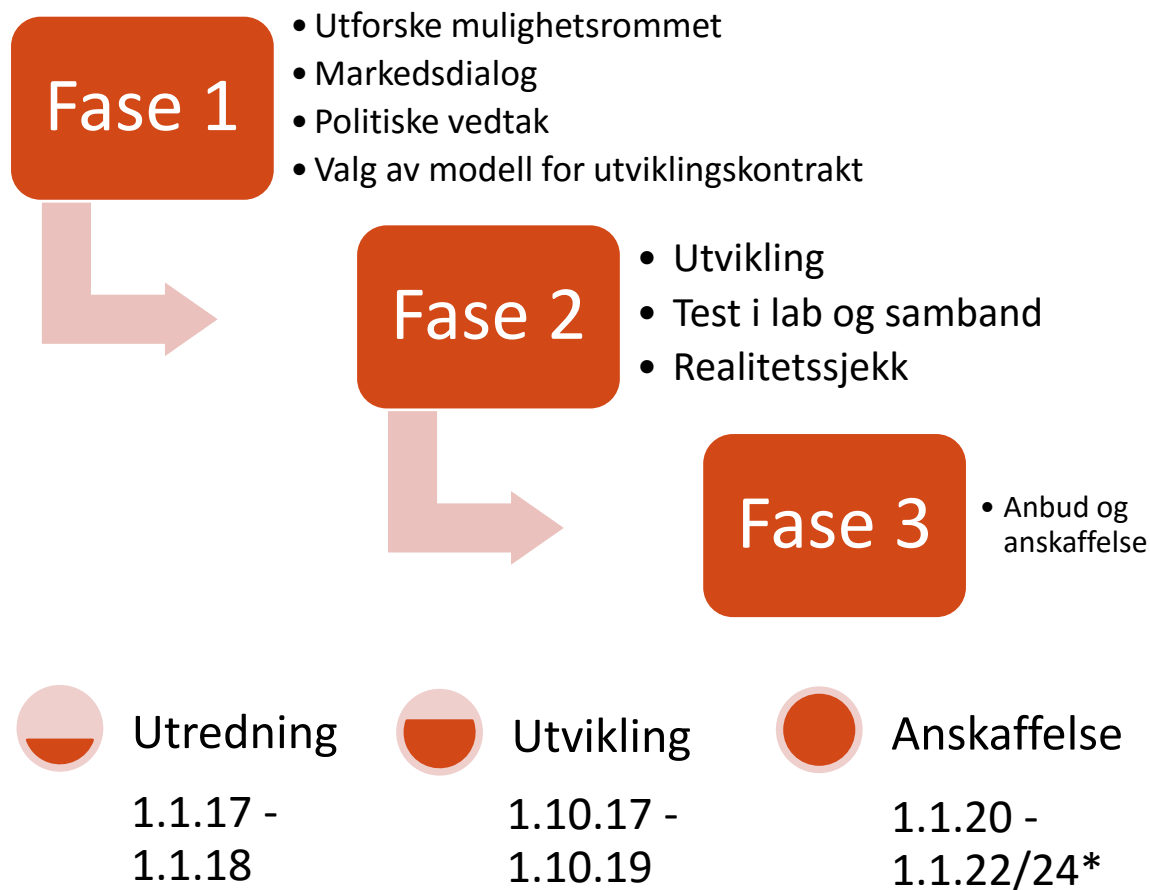 Fase 1
• Utforske mulighetsrommet
• Markedsdialog
• Politiske vedtak
• Valg av modell for utviklingskontrakt
Fase 2
• Utvikling
• Test i lab og samband
• Realitetssjekk
Fase 3
• Anbud og
anskaffelse
Utredning
1.1.17 -
1.1.18
Utvikling
1.10.17 -
1.10.19
Anskaffelse
1.1.20 -
1.1.22/24*